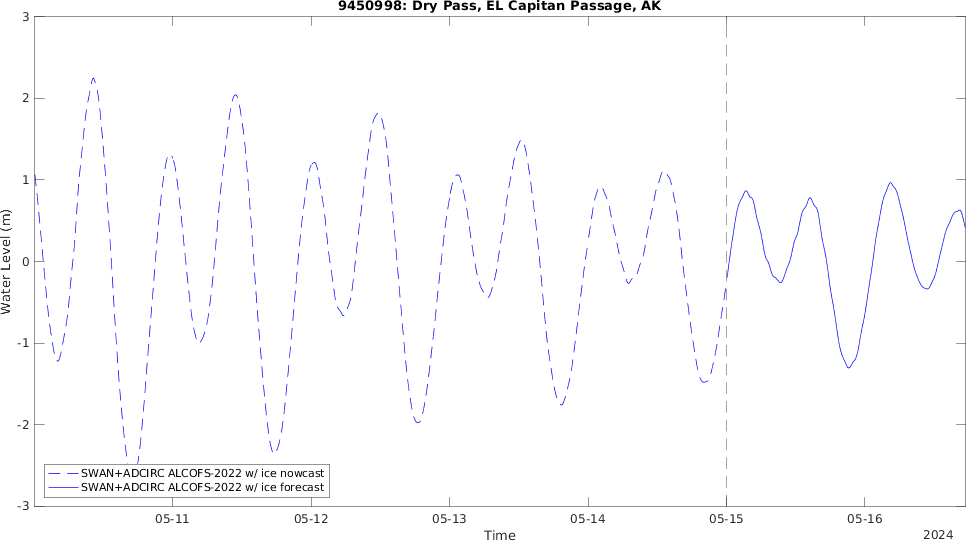 9450998: Dry Pass, EL Capitan Passage, AK
3
2
1
0
-1
-2
-3
Water Level (m)
SWAN+ADCIRC ALCOFS-2022 w/ ice nowcast
SWAN+ADCIRC ALCOFS-2022 w/ ice forecast
05-11 05-12 05-13 05-14 05-15 05-16
Time
2024